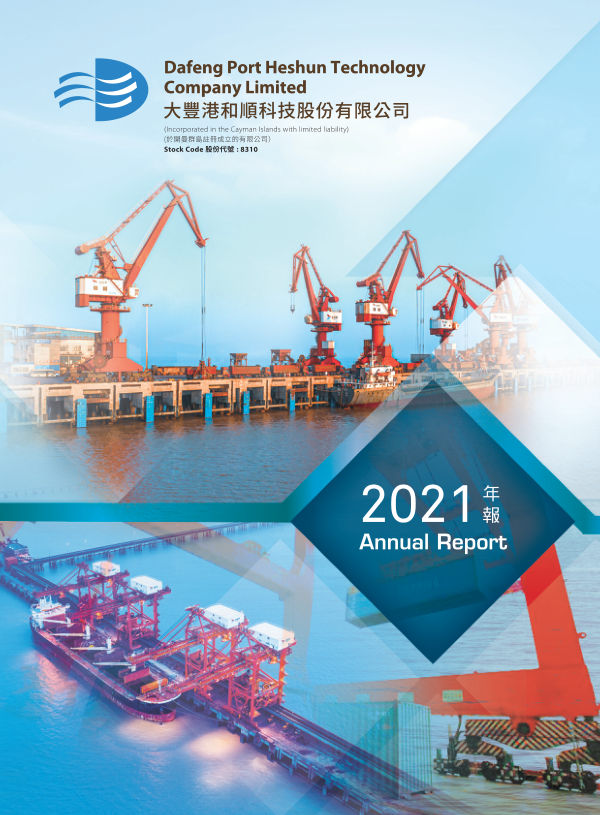 Dafeng Port Heshun Technology
Company Limited
大豐港和順科技股份有限公司
(Incorporated in the Cayman Islands with limited liability)
(於開曼群島註冊成立的有限公司)
Stock Code 股份代號 : 8310
2021 年報
Annual Report